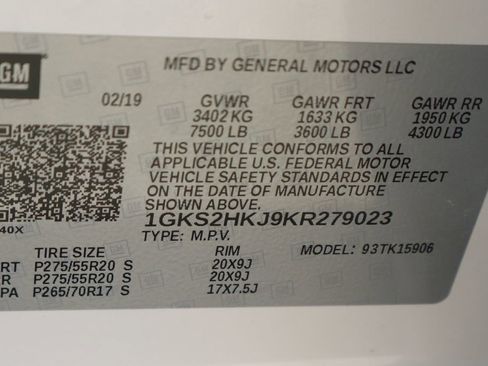 GM
MFD BY GENERAL MOTORS LLC
02/19 GVWR GAWR FRT GAWR RR
3402 KG 1633 KG 1950 KG
7500 LB 3600 LB 4300 LB
THIS VEHICLE CONFORMS TO ALL
APPLICABLE U.S. FEDERAL MOTOR
VEHICLE SAFETY STANDARDS IN EFFECT
ON THE DATE OF MANUFACTURE
SHOWN ABOVE.
1GKS2HKJ9KR279023
40X
TYPE: M.P.V. MODEL: 93TK15906
TIRE SIZE RIM
RT P275/55R20 S 20X9J
R P275/55R20 S 20X9J
PA P265/70R17 S 17X7.5J